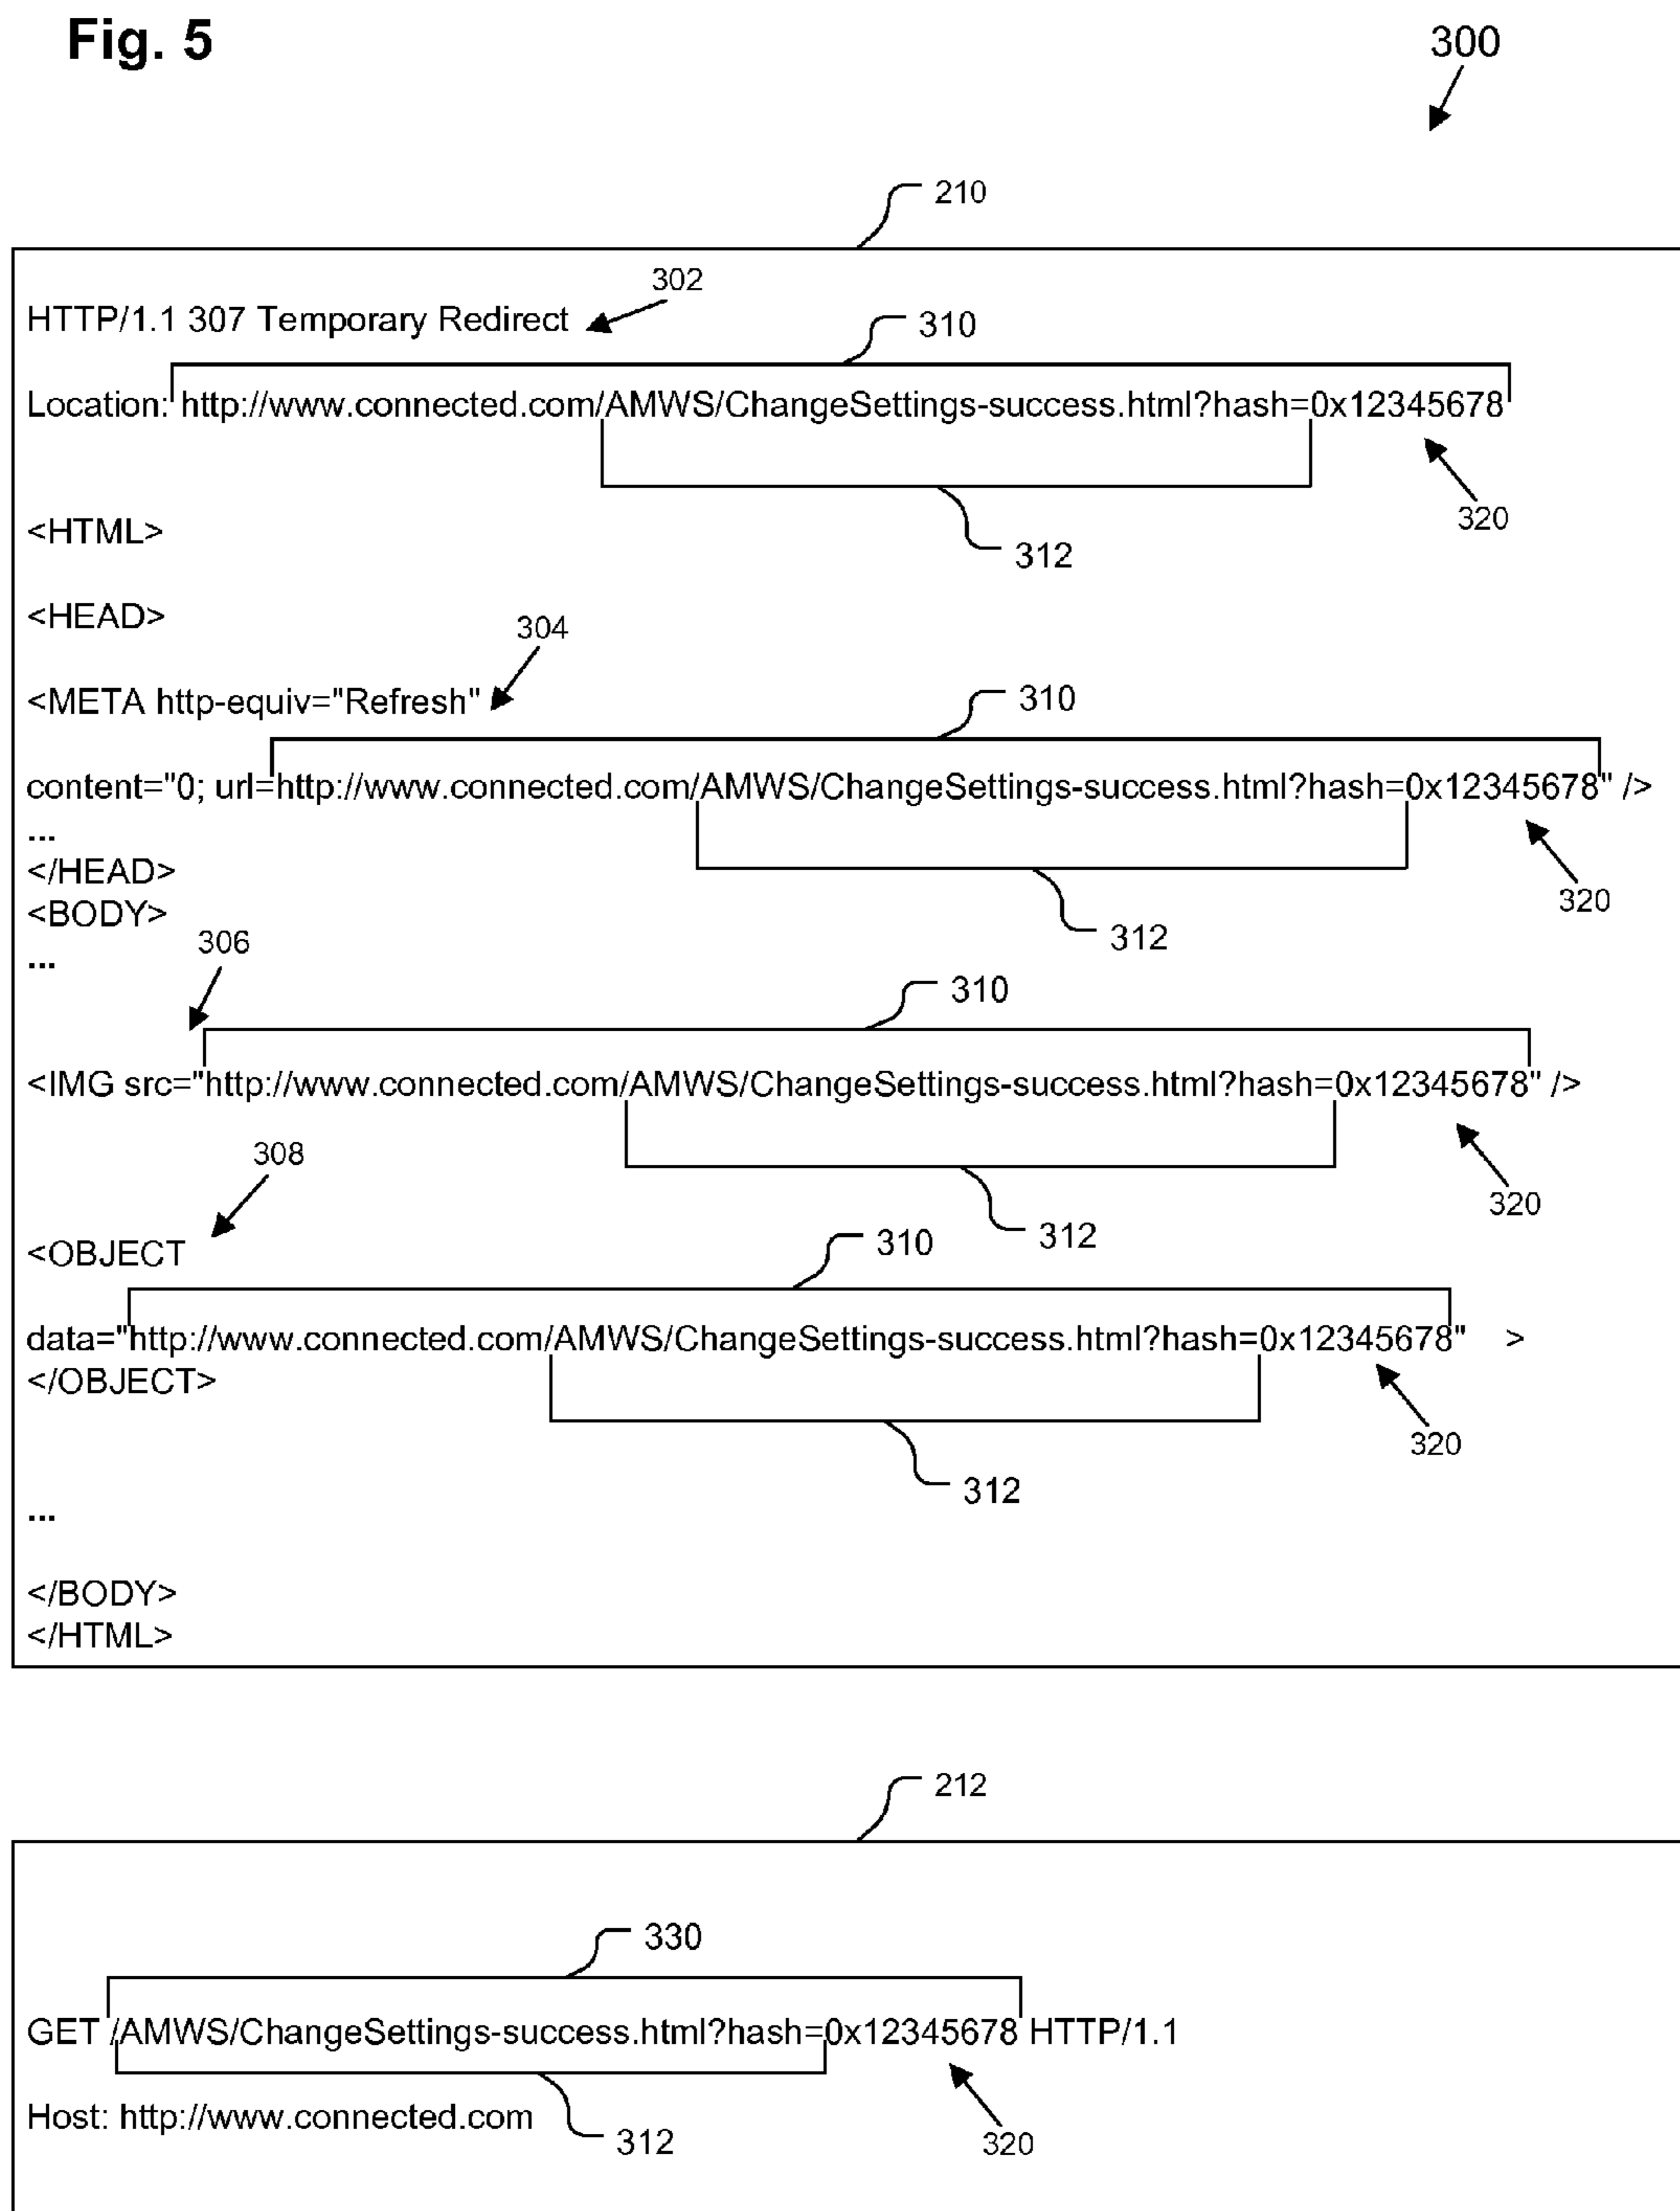 Fig. 5
300
210
302
HTTP/1.1 307 Temporary Redirect
310
Location: http://www.connected.com/AMWS/ChangeSettings-success.html?hash=0x12345678
320
<HTML>
312
<HEAD>
304
<META http-equiv="Refresh"
310
content="0; url=http://www.connected.com/AMWS/ChangeSettings-success.html?hash=0x12345678" />
...
</HEAD>
320
<BODY>
312
306
...
310
<IMG src="http://www.connected.com/AMWS/ChangeSettings-success.html?hash=0x12345678" />
308
320
312
<OBJECT
310
data="http://www.connected.com/AMWS/ChangeSettings-success.html?hash=0x12345678" >
</OBJECT>
320
312
...
</BODY>
</HTML>
212
330
GET /AMWS/ChangeSettings-success.html?hash=0x12345678 HTTP/1.1
Host: http://www.connected.com
312
320